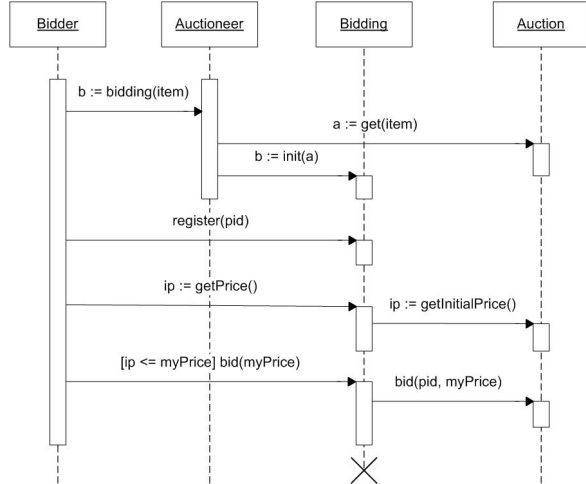 Bidder
Auctioneer
Bidding
Auction
b := bidding(item)
a := get(item)
b := init(a)
register(pid)
ip := getPrice()
ip := getInitialPrice()
[ip <= myPrice] bid(myPrice)
bid(pid, myPrice)